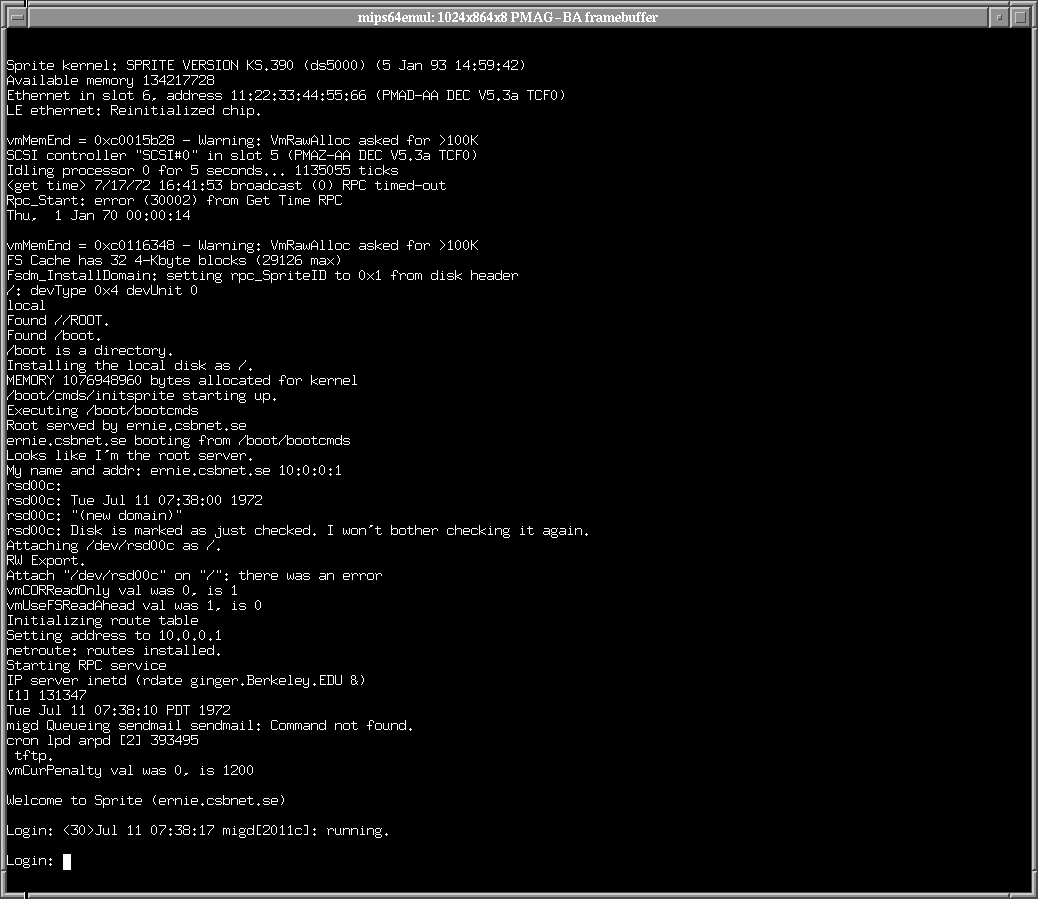 mips64emul: 1024x864x8 PMAG-BA framebuffer
Sprite kernel: SPRITE VERSION KS.390 (ds5000) (5 Jan 93 14:59:42)
Available memory 134217728
Ethernet in slot 6, address 11:22:33:44:55:66 (PMAD-AA DEC V5.3a TCF0)
LE ethernet: Reinitialized chip.
vmMemEnd = 0xc0015b28 - Warning: VmRawAlloc asked for >100K
SCSI controller "SCSI#0" in slot 5 (PMAZ-AA DEC V5.3a TCF0)
Idling processor 0 for 5 seconds... 1135055 ticks
<get time> 7/17/72 16:41:53 broadcast (0) RPC timed-out
Rpc_Start: error (30002) from Get Time RPC
Thu,  1 Jan 70 00:00:14
vmMemEnd = 0xc0116348 - Warning: VmRawAlloc asked for >100K
FS Cache has 32 4-Kbyte blocks (29126 max)
Fsdm_InstallDomain: setting rpc_SpriteID to 0x1 from disk header
/: devType 0x4 devUnit 0
local
Found //ROOT.
Found /boot.
/boot is a directory.
Installing the local disk as /.
MEMORY 1076948960 bytes allocated for kernel
/boot/cmds/initsprite starting up.
Executing /boot/bootcmds
Root served by ernie.csbnet.se
ernie.csbnet.se booting from /boot/bootcmds
Looks like I'm the root server.
My name and addr: ernie.csbnet.se 10:0:0:1
rsd00c:
rsd00c: Tue Jul 11 07:38:00 1972
rsd00c: "(new domain)"
rsd00c: Disk is marked as just checked. I won't bother checking it again.
Attaching /dev/rsd00c as /.
RW Export.
Attach "/dev/rsd00c" on "/": there was an error
vmCORReadOnly val was 0, is 1
vmUseFSReadAhead val was 1, is 0
Initializing route table
Setting address to 10.0.0.1
netroute: routes installed.
Starting RPC service
IP server inetd (rdate ginger.Berkeley.EDU &)
[1] 131347
Tue Jul 11 07:38:10 PDT 1972
migd Queueing sendmail sendmail: Command not found.
cron lpd arpd [2] 393495
 tftp.
vmCurPenalty val was 0, is 1200
Welcome to Sprite (ernie.csbnet.se)
Login: <30>Jul 11 07:38:17 migd[2011c]: running.
Login: